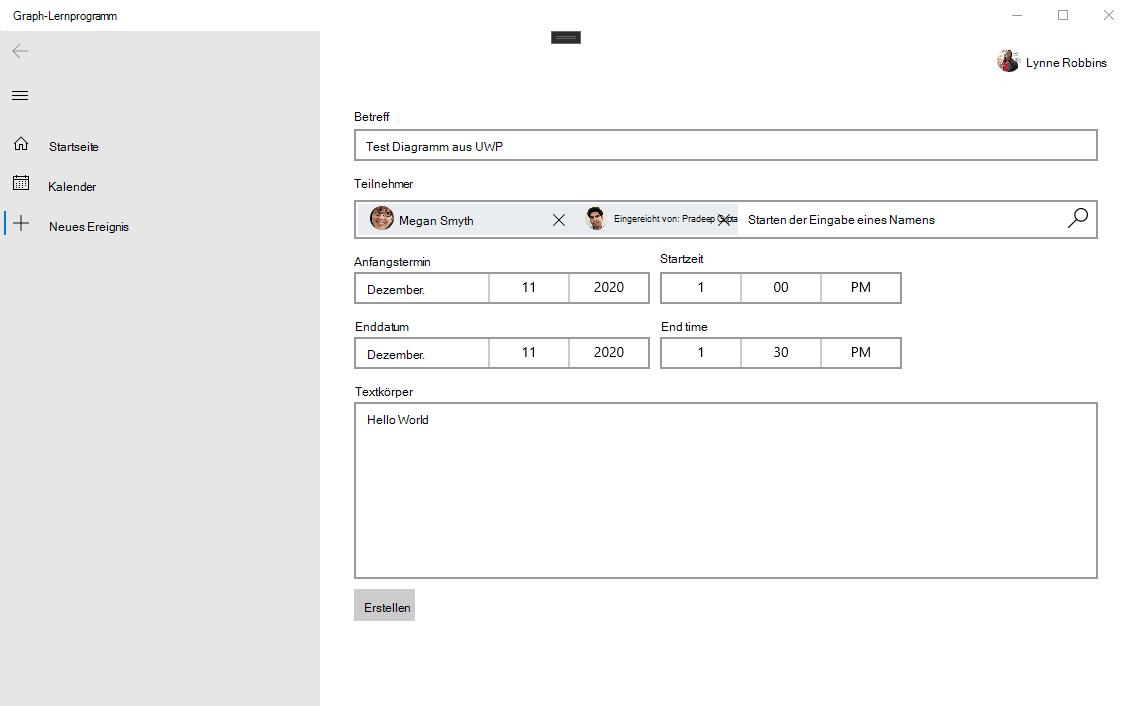 Graph-Lernprogramm
Lynne Robbins
Startseite
Kalender
Neues Ereignis
Betreff
Test Diagramm aus UWP
Teilnehmer
Megan Smyth
Eingereicht von: Pradeep Gupta
Starten der Eingabe eines Namens
Anfangstermin
Startzeit
Dezember. 11 2020
1 00 PM
Enddatum
End time
Dezember. 11 2020
1 30 PM
Textkörper
Hello World
Erstellen